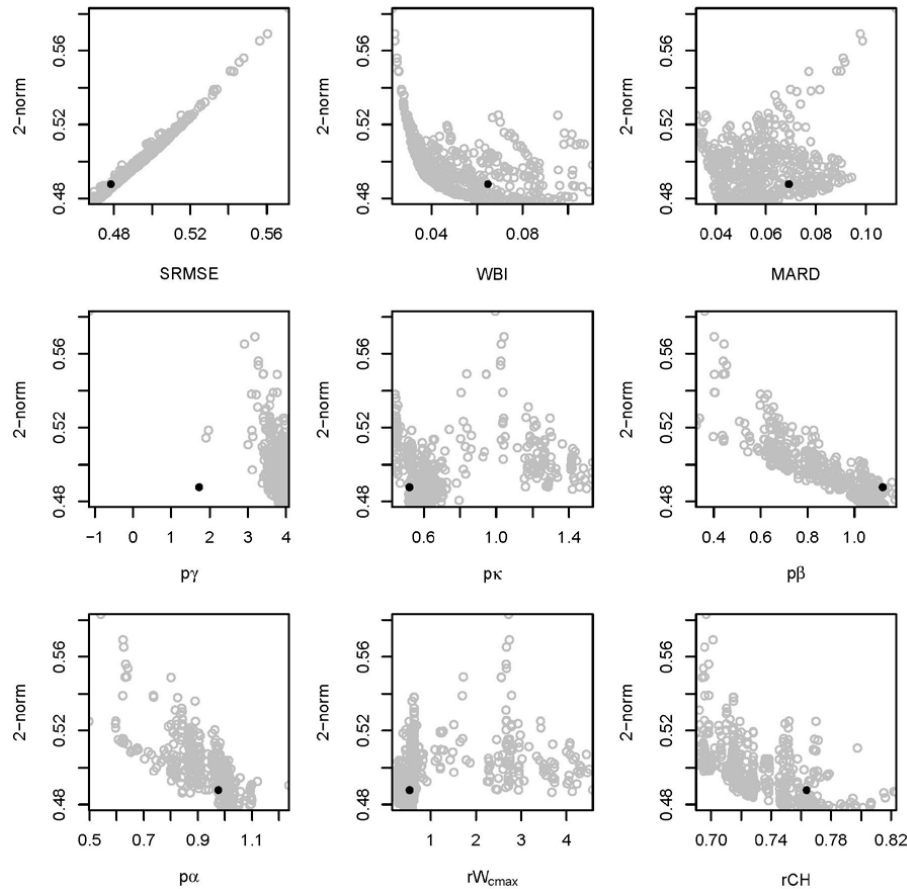 2−norm
0.48 0.52 0.56
0.48 0.52 0.56
SRMSE
2−norm
0.48 0.52 0.56
0.04 0.08
WBI
2−norm
0.48 0.52 0.56
0.04 0.06 0.08 0.10
MARD
2−norm
0.48 0.52 0.56
−1 0 1 2 3 4
pγ
2−norm
0.48 0.52 0.56
0.6 1.0 1.4
pκ
2−norm
0.48 0.52 0.56
0.4 0.6 0.8 1.0
pβ
2−norm
0.48 0.52 0.56
0.5 0.7 0.9 1.1
pα
2−norm
0.48 0.52 0.56
1 2 3 4
rWcmax
2−norm
0.48 0.52 0.56
0.70 0.74 0.78 0.82
rCH